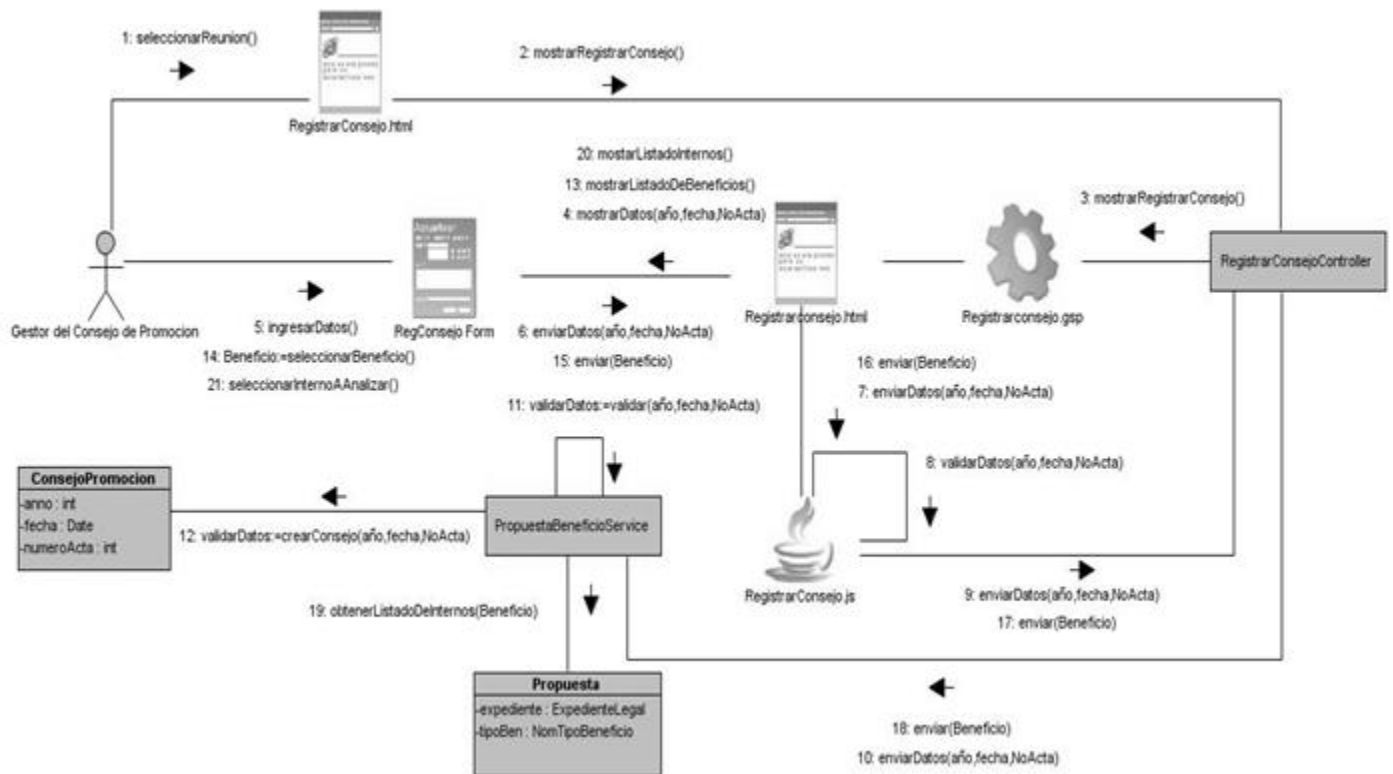 1: seleccionarReunion()
2: mostrarRegistrarConsejo()
RegistrarConsejo.html
20: mostarListadoInternos()
13: mostrarListadoDeBeneficios()
4: mostrarDatos(año,fecha,NoActa)
3: mostrarRegistrarConsejo()
RegistrarConsejoController
Gestor del Consejo de Promocion
RegConsejo Form
Registrarconsejo.html
Registrarconsejo.gsp
5: ingresarDatos()
14: Beneficio:=seleccionarBeneficio()
21: seleccionarInternoAAnalizar()
6: enviarDatos(año,fecha,NoActa)
15: enviar(Beneficio)
16: enviar(Beneficio)
7: enviarDatos(año,fecha,NoActa)
11: validarDatos:=validar(año,fecha,NoActa)
8: validarDatos(año,fecha,NoActa)
ConsejoPromocion
-anno : int
-fecha : Date
-numeroActa : int
PropuestaBeneficioService
12: validarDatos:=crearConsejo(año,fecha,NoActa)
RegistrarConsejo.js
9: enviarDatos(año,fecha,NoActa)
17: enviar(Beneficio)
19: obtenerListadoDeInternos(Beneficio)
Propuesta
-expediente : ExpedienteLegal
-tipoBen : NomTipoBeneficio
18: enviar(Beneficio)
10: enviarDatos(año,fecha,NoActa)